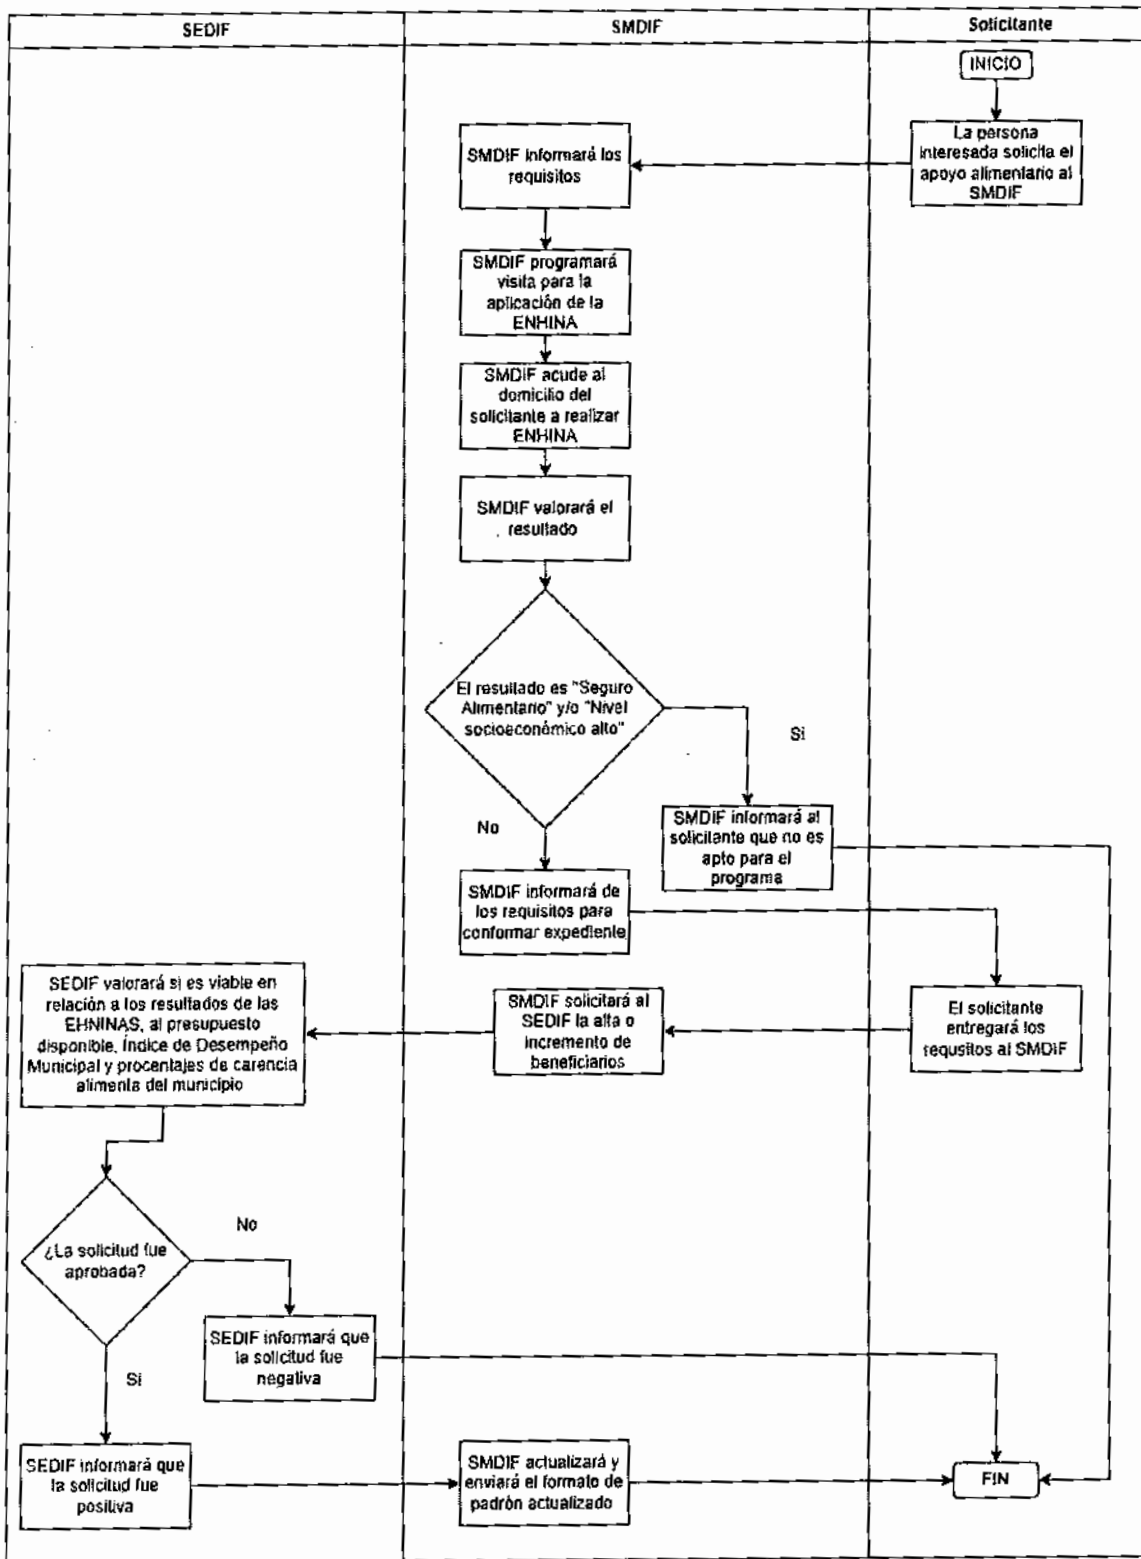 SEDIF
SMDIF
Solicitante
INICIO
La persona
interesada solicita el
apoyo alimentario al
SMDIF
SMDIF informará los
requisitos
SMDIF programará
visita para la
aplicación de la
ENHINA
SMDIF acude al
domicilio del
solicitante a realizar
ENHINA
SMDIF valorará el
resultado
El resultado es "Seguro
Alimentario" y/o "Nivel
socioeconómico alto"
Si
No
SMDIF informará al
solicitante que no es
apto para el
programa
SMDIF informará de
los requisitos para
conformar expediente
El solicitante
entregará los
requsitos al SMDIF
SMDIF solicitará al
SEDIF la alta o
incremento de
beneficiarios
SEDIF valorará si es viable en
relación a los resultados de las
EHNINAS, al presupuesto
disponible, Índice de Desempeño
Municipal y procentajes de carencia
alimenta del municipio
¿La solicitud fue
aprobada?
No
SEDIF informará que
la solicitud fue
negativa
Si
SEDIF informará que
la solicitud fue
positiva
SMDIF actualizará y
enviará el formato de
padrón actualizado
FIN